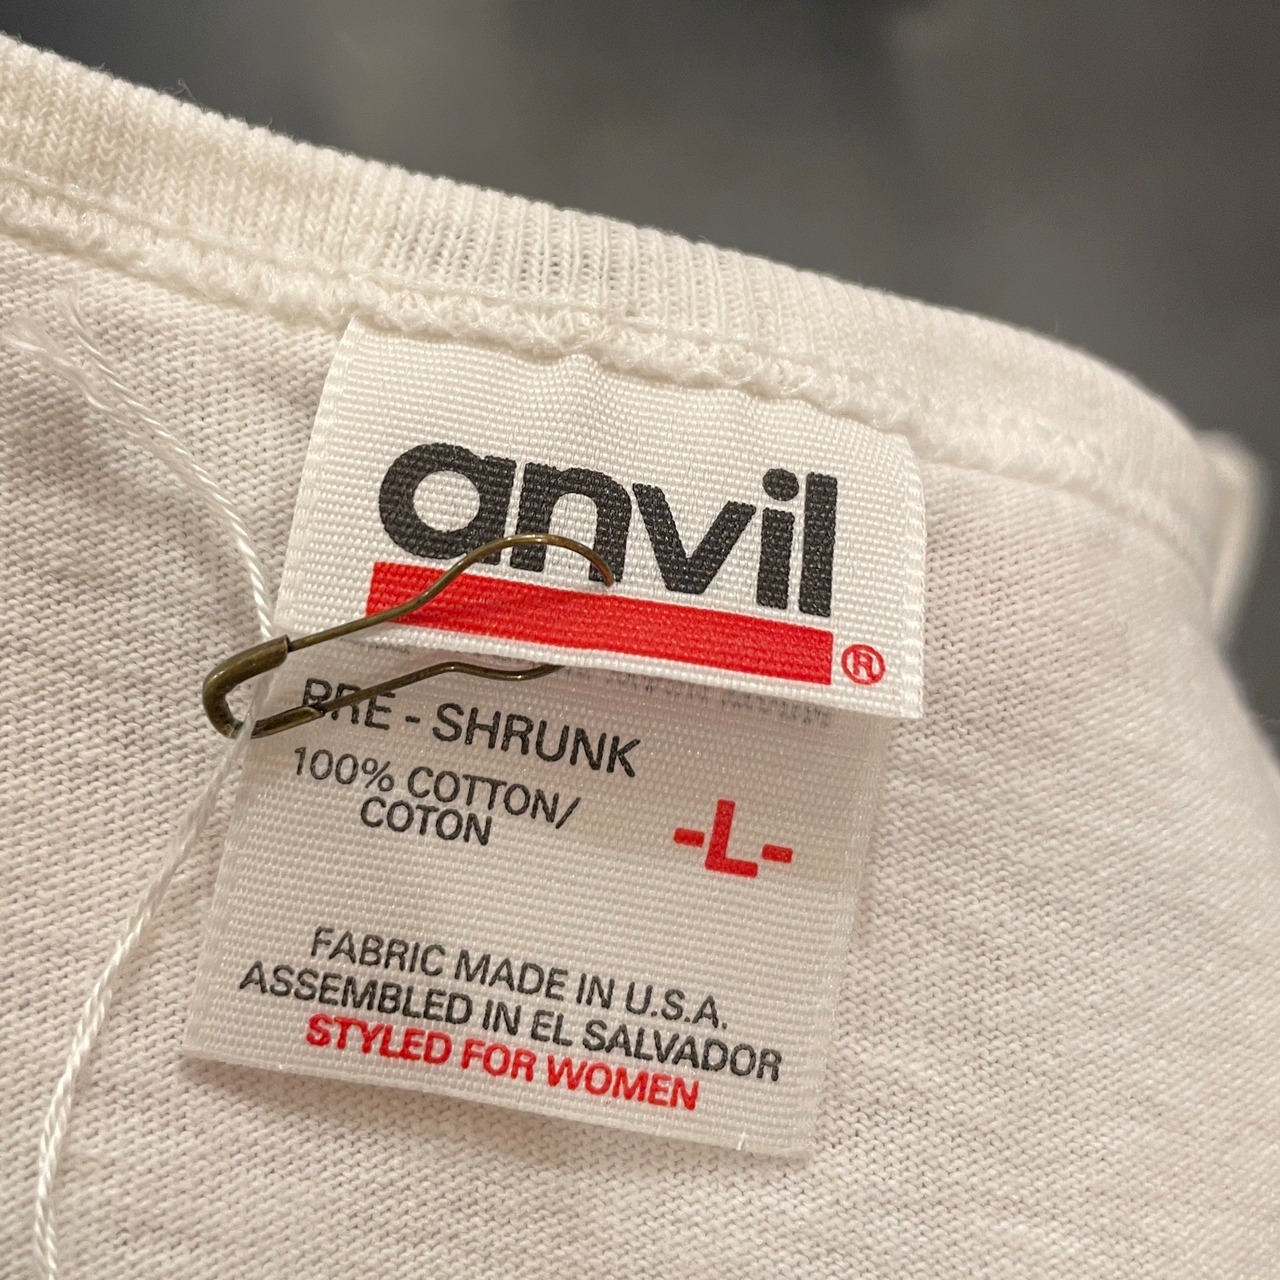 anvil
®
PRE - SHRUNK
100% COTTON/
COTON
-L-
FABRIC MADE IN U.S.A.
ASSEMBLED IN EL SALVADOR
STYLED FOR WOMEN